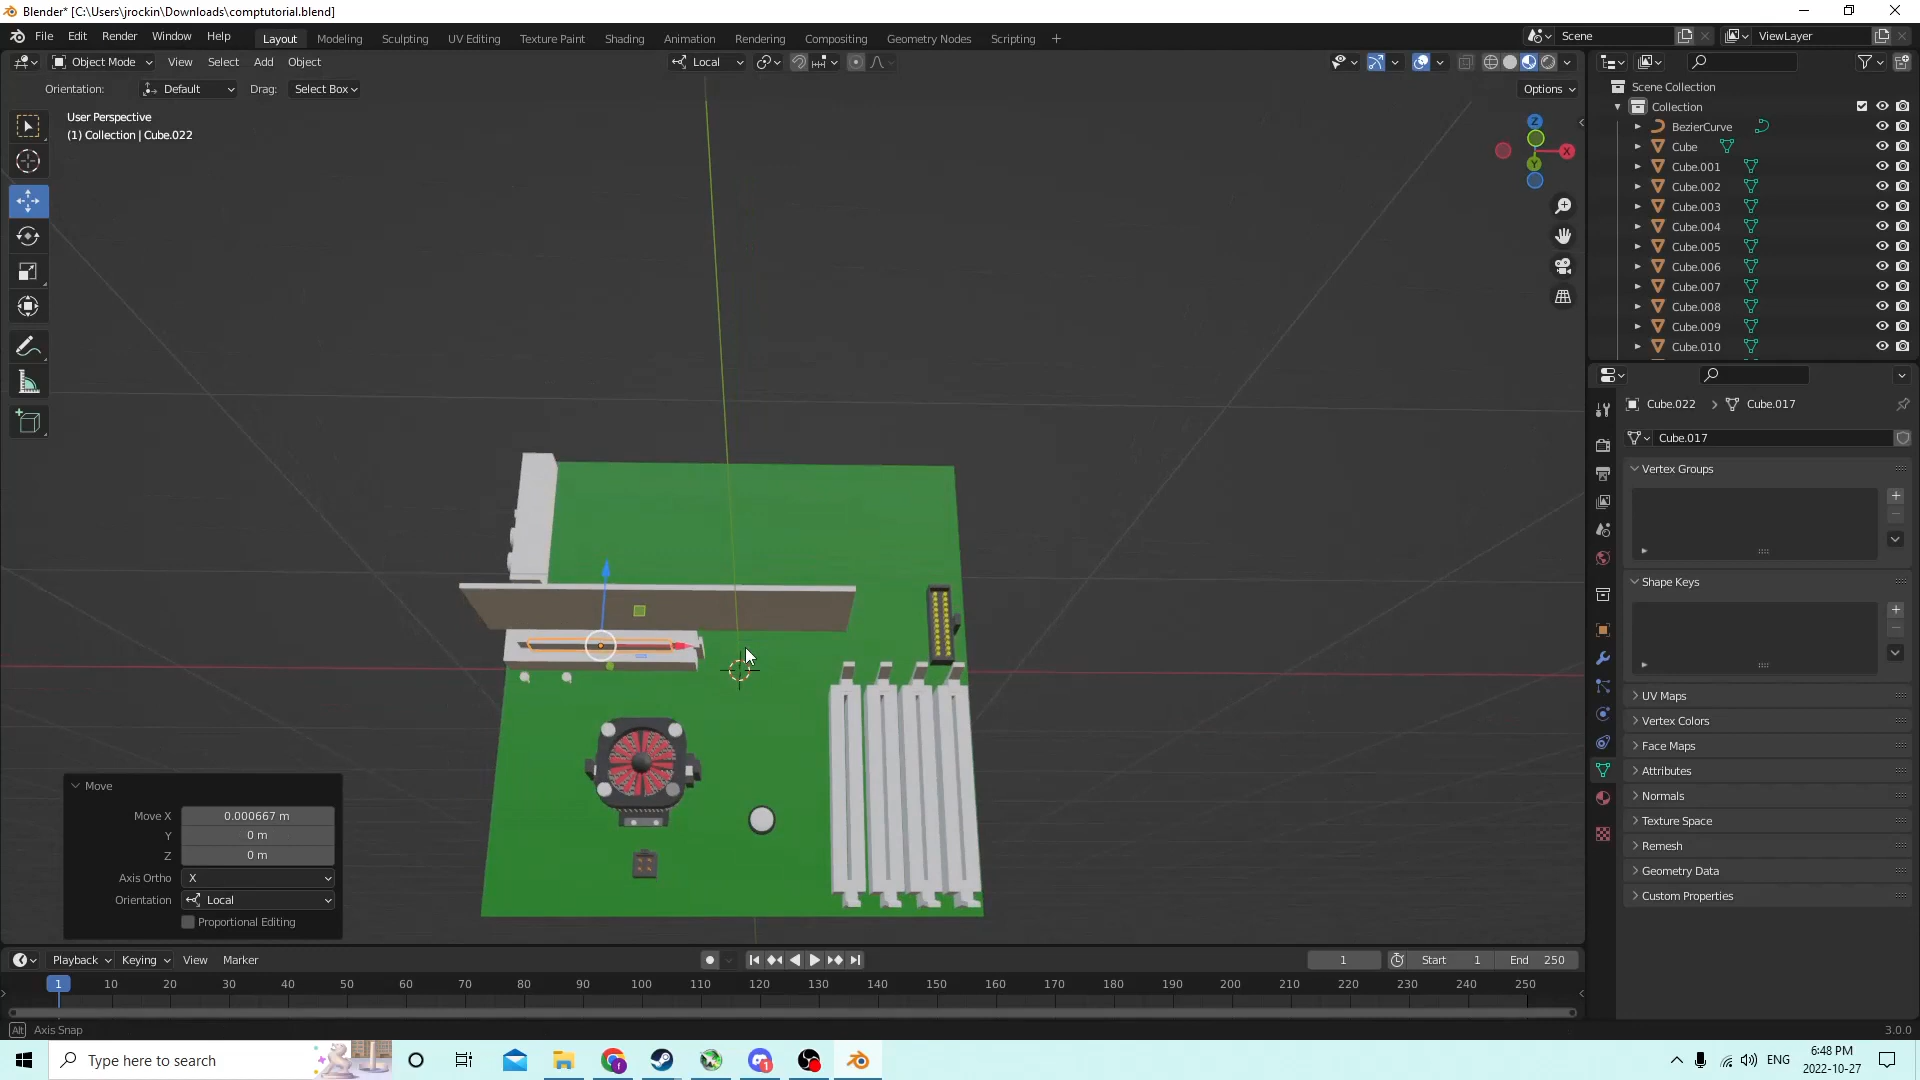 Blender* [C:\Users\jrockin\Downloads\comptutorial.blend]
File Edit Render Window Help Layout Modeling Sculpting UV Editing Texture Paint Shading Animation Rendering Compositing Geometry Nodes Scripting + Scene ViewLayer
Object Mode View Select Add Object Local
Orientation: Default Drag: Select Box Options
User Perspective
(1) Collection | Cube.022
Z
X
Y
Scene Collection
Collection
BezierCurve
Cube
Cube.001
Cube.002
Cube.003
Cube.004
Cube.005
Cube.006
Cube.007
Cube.008
Cube.009
Cube.010
Cube.022 > Cube.017
Cube.017
Vertex Groups
Shape Keys
UV Maps
Vertex Colors
Face Maps
Attributes
Normals
Texture Space
Remesh
Geometry Data
Custom Properties
Move
Move X 0.000667 m
Y 0 m
Z 0 m
Axis Ortho X
Orientation Local
Proportional Editing
Playback Keying View Marker 1 Start 1 End 250
1 10 20 30 40 50 60 70 80 90 100 110 120 130 140 150 160 170 180 190 200 210 220 230 240 250
Alt Axis Snap 3.0.0
Type here to search
1
ENG
6:48 PM
2022-10-27